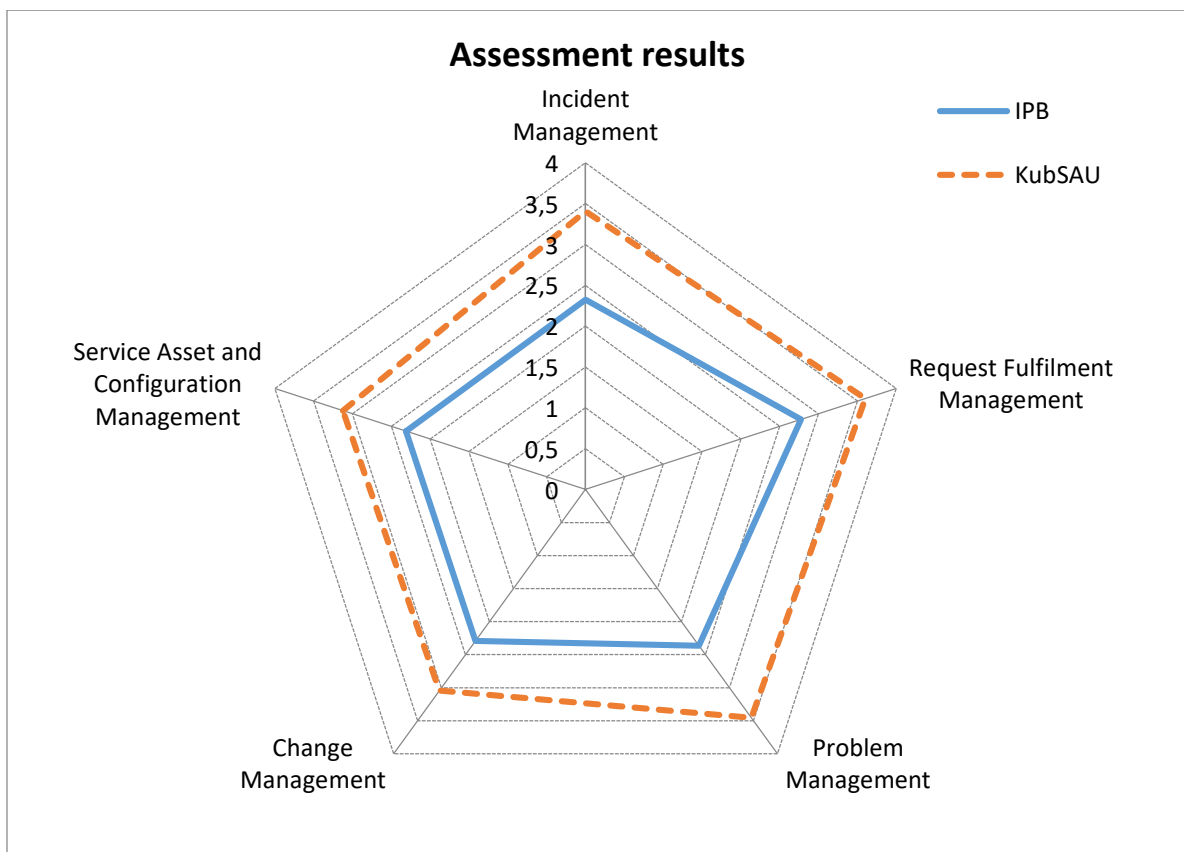 Assessment results
Incident
Management
IPB
KubSAU
4
3,5
3
2,5
2
1,5
1
0,5
0
Service Asset and
Configuration
Management
Request Fulfilment
Management
Change
Management
Problem
Management